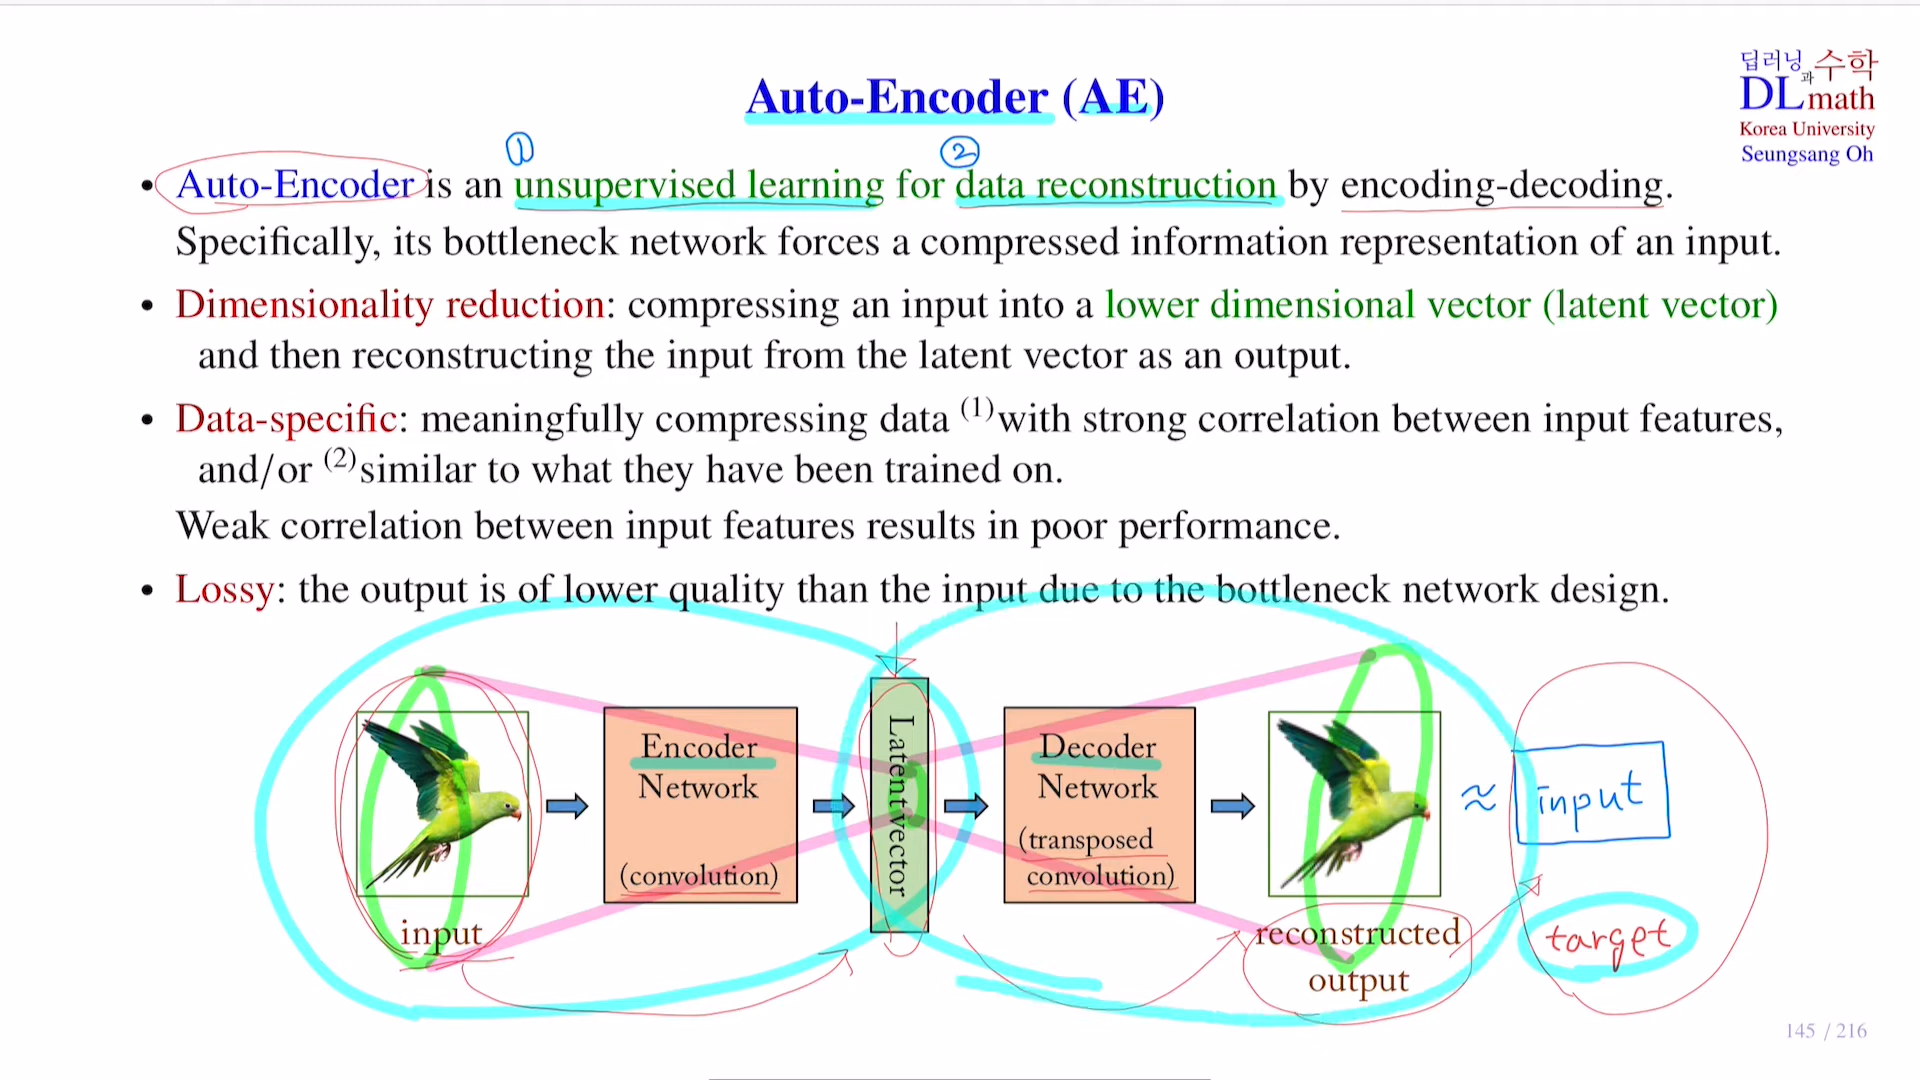 딥러닝과 수학
DL math
Korea University
Seungsang Oh
Auto-Encoder (AE)
① ②
• Auto-Encoder is an unsupervised learning for data reconstruction by encoding-decoding.
Specifically, its bottleneck network forces a compressed information representation of an input.
• Dimensionality reduction: compressing an input into a lower dimensional vector (latent vector)
and then reconstructing the input from the latent vector as an output.
• Data-specific: meaningfully compressing data (1)with strong correlation between input features,
and/or (2)similar to what they have been trained on.
Weak correlation between input features results in poor performance.
• Lossy: the output is of lower quality than the input due to the bottleneck network design.
input
Encoder
Network
(convolution)
Latent vector
Decoder
Network
(transposed
convolution)
reconstructed
output
≈ input
target
145 / 216